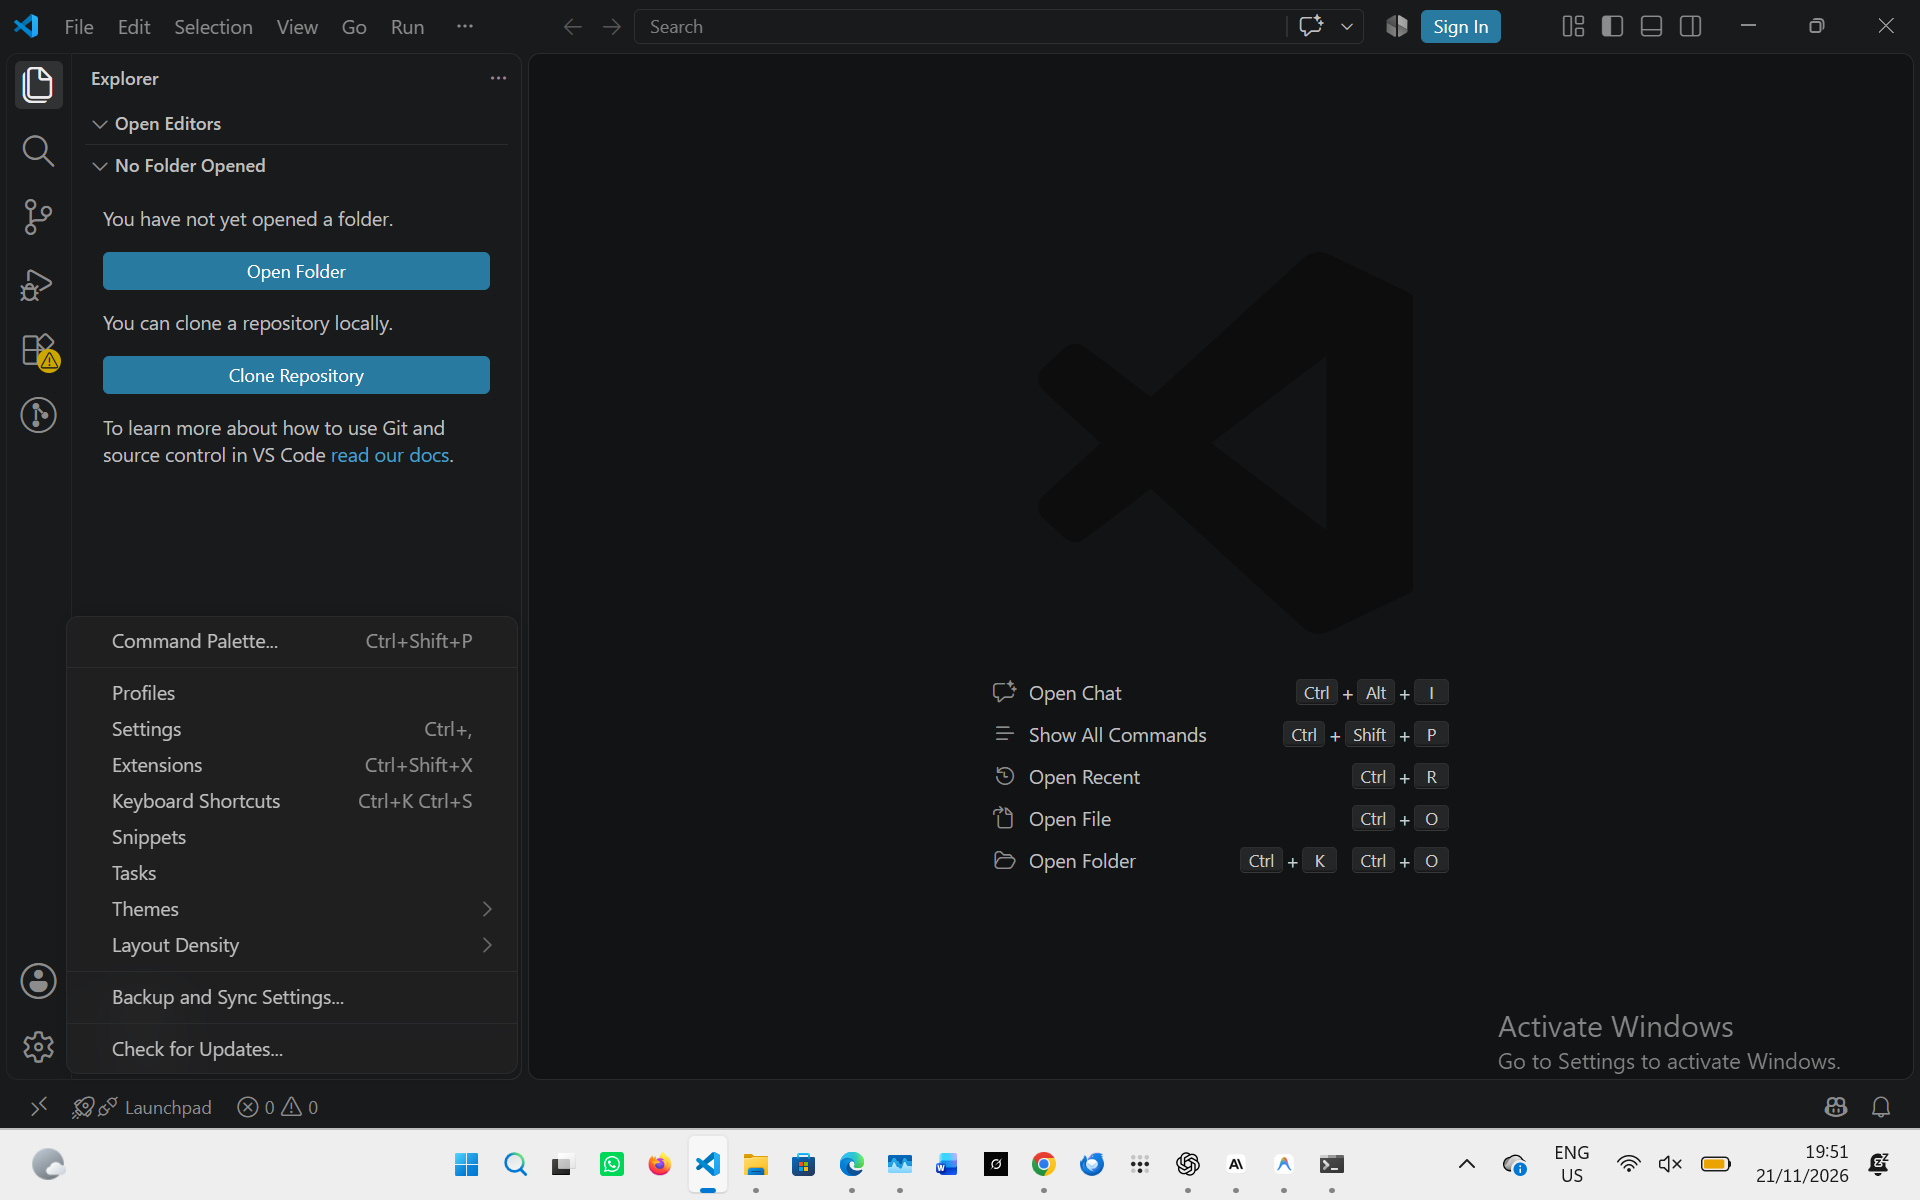 File Edit Selection View Go Run
Search
Sign In
Explorer
Open Editors
No Folder Opened
You have not yet opened a folder.
Open Folder
You can clone a repository locally.
Clone Repository
To learn more about how to use Git and
source control in VS Code read our docs.
Command Palette... Ctrl+Shift+P
Profiles
Settings Ctrl+,
Extensions Ctrl+Shift+X
Keyboard Shortcuts Ctrl+K Ctrl+S
Snippets
Tasks
Themes
Layout Density
Backup and Sync Settings...
Check for Updates...
Open Chat Ctrl + Alt + I
Show All Commands Ctrl + Shift + P
Open Recent Ctrl + R
Open File Ctrl + O
Open Folder Ctrl + K Ctrl + O
Activate Windows
Go to Settings to activate Windows.
Launchpad 0 0
ENG
US
19:51
21/11/2026